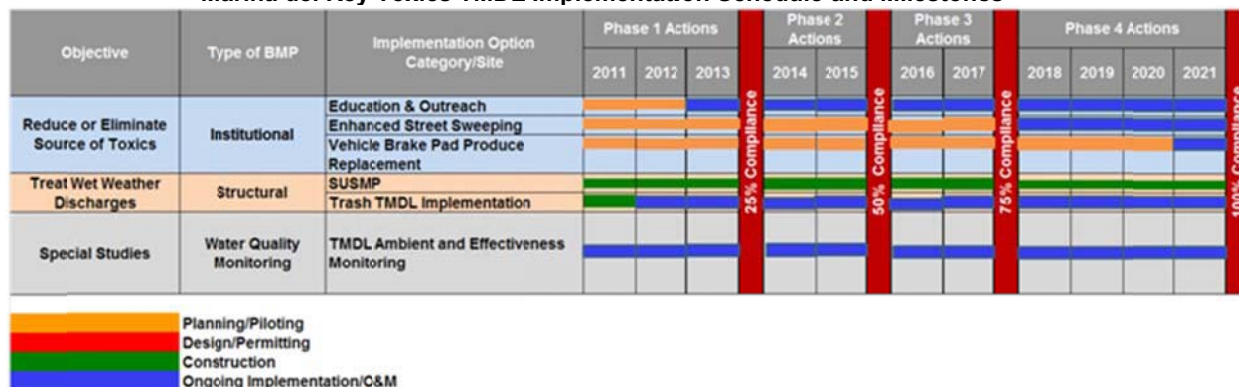 Marina del Rey Toxics TMDL Implementation Schedule and Milestones
Objective
Type of BMP
Implementation Option
Category/Site
Phase 1 Actions
Phase 2
Actions
Phase 3
Actions
Phase 4 Actions
2011 2012 2013 2014 2015 2016 2017 2018 2019 2020 2021
Reduce or Eliminate
Source of Toxics
Institutional
Education & Outreach
Enhanced Street Sweeping
Vehicle Brake Pad Produce
Replacement
Treat Wet Weather
Discharges
Structural
SUSMP
Trash TMDL Implementation
Special Studies
Water Quality
Monitoring
TMDL Ambient and Effectiveness
Monitoring
25% Compliance
50% Compliance
75% Compliance
100% Compliance
Planning/Piloting
Design/Permitting
Construction
Ongoing Implementation/O&M